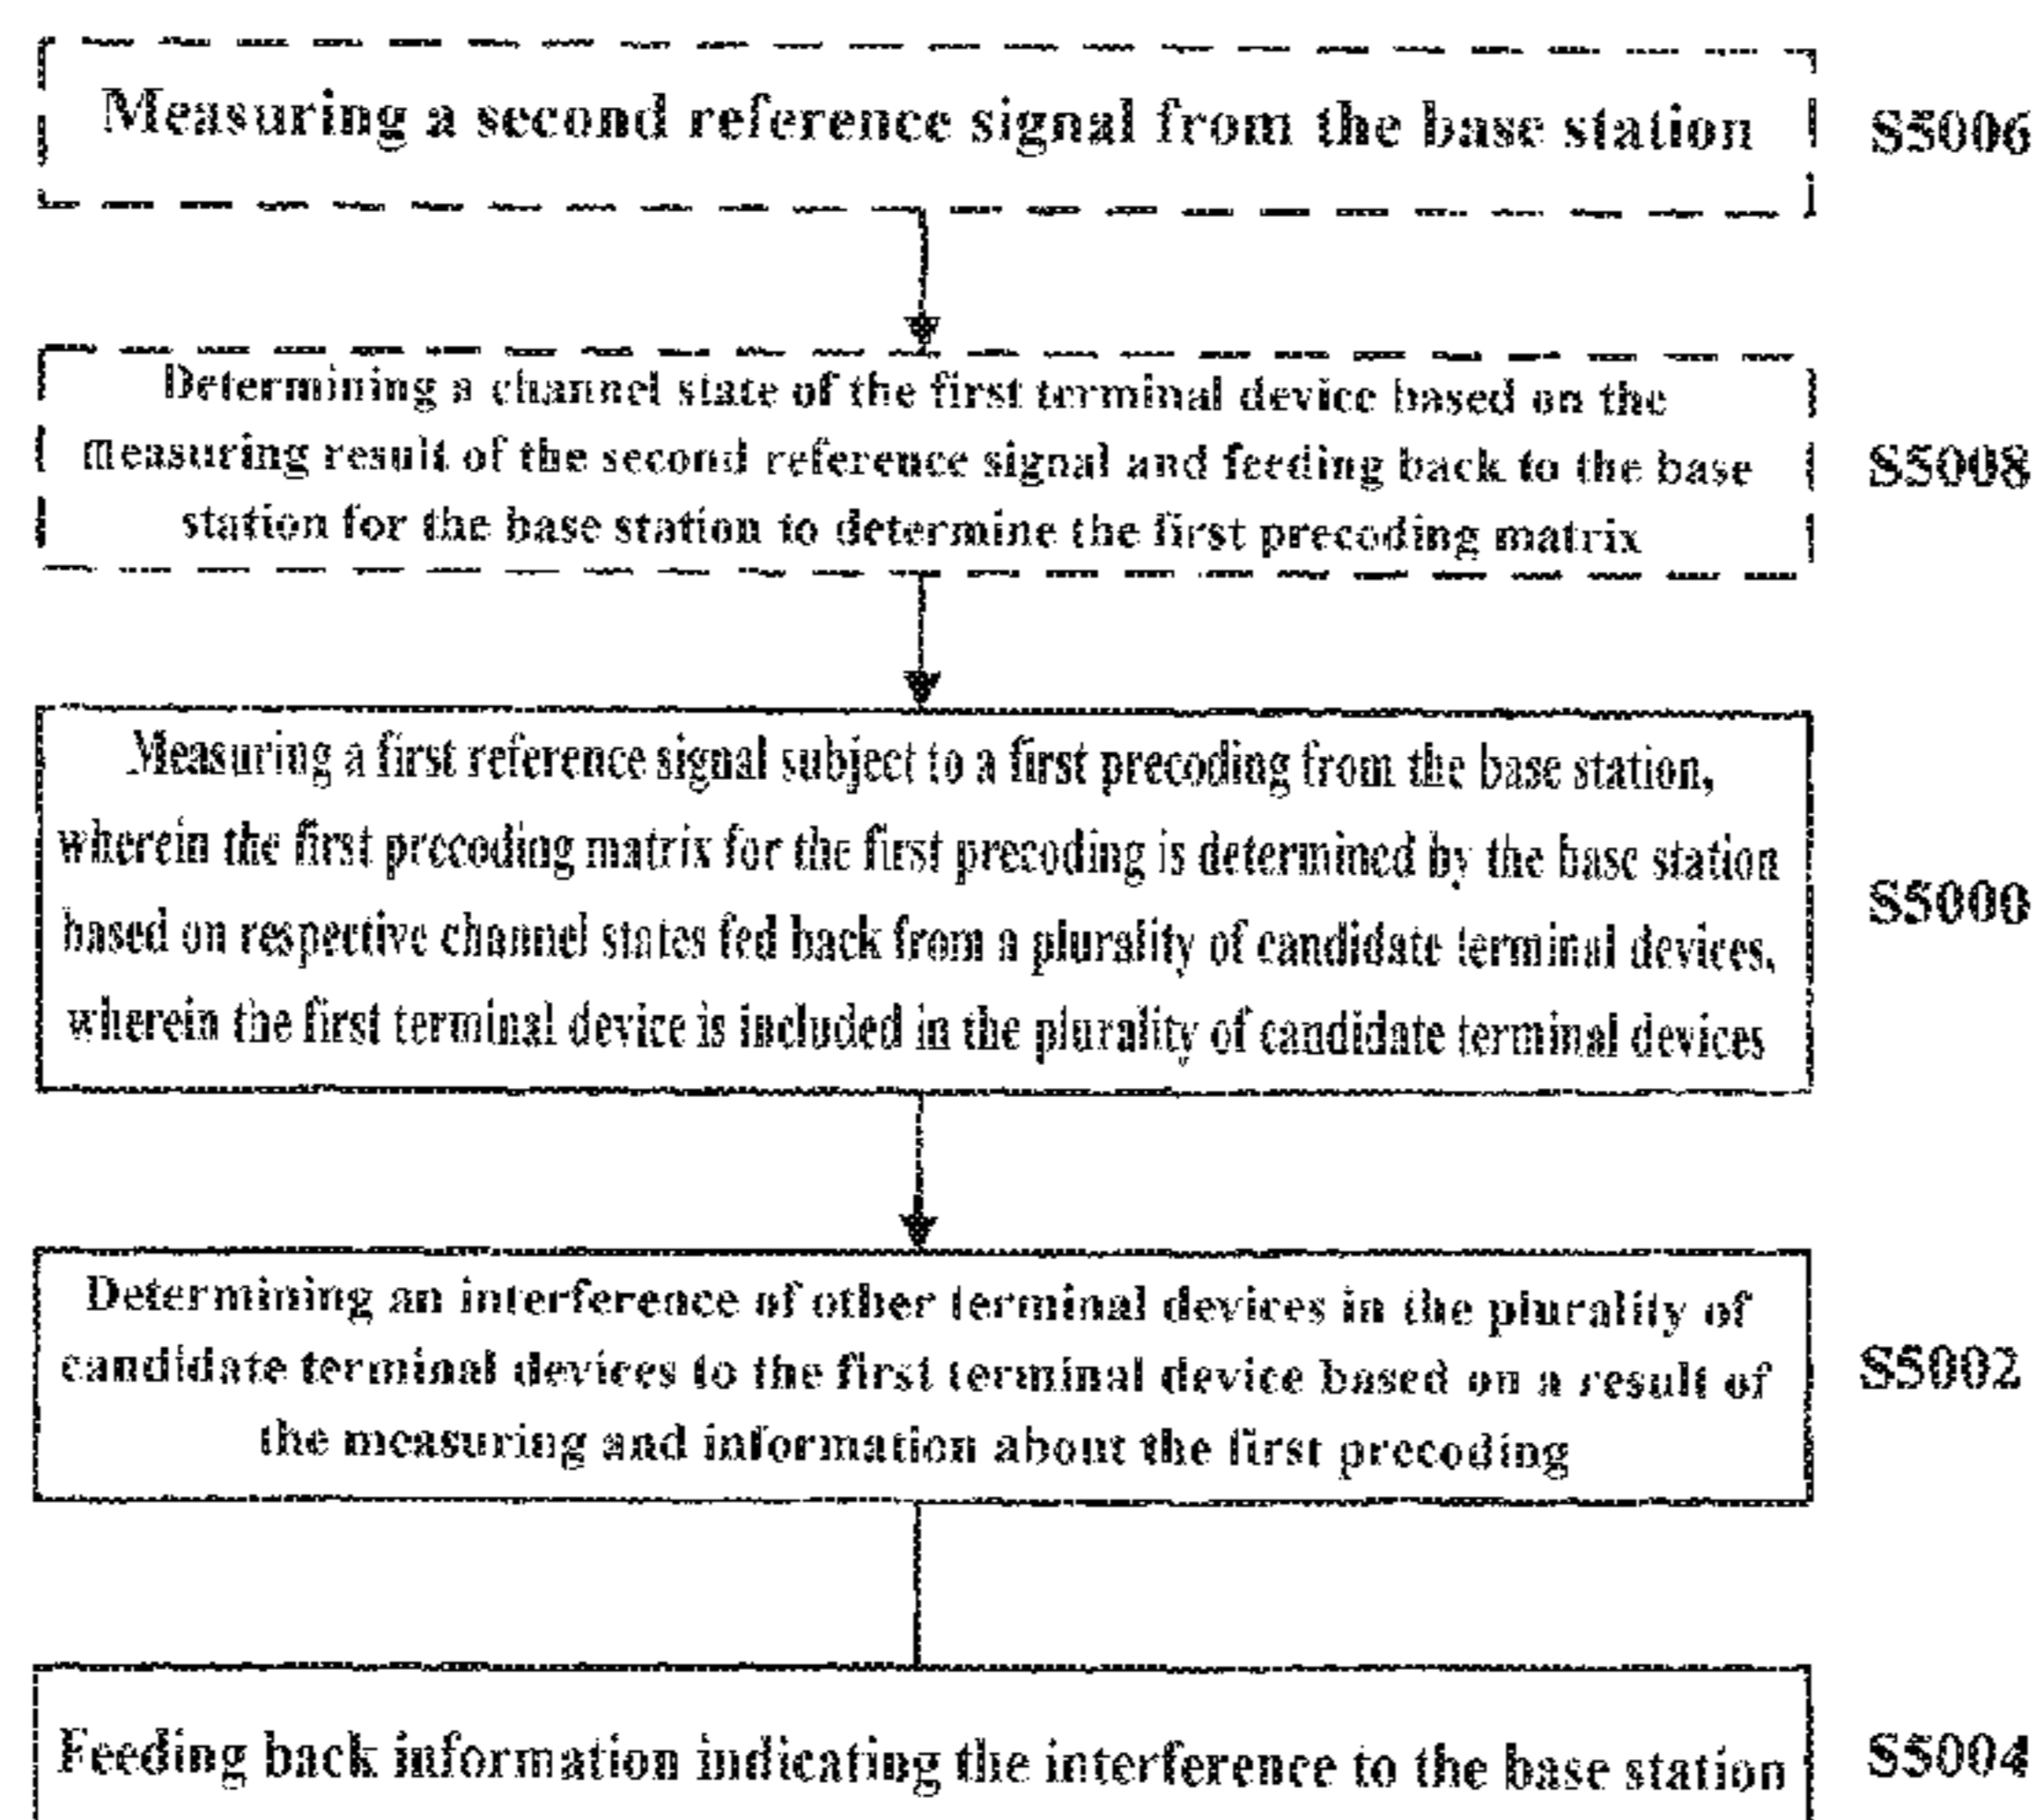 Measuring a second reference signal from the base station
S5006
Determining a channel state of the first terminal device based on the
measuring result of the second reference signal and feeding back to the base
station for the base station to determine the first precoding matrix
S5008
Measuring a first reference signal subject to a first precoding from the base station,
wherein the first precoding matrix for the first precoding is determined by the base station
based on respective channel states fed back from a plurality of candidate terminal devices,
wherein the first terminal device is included in the plurality of candidate terminal devices
S5000
Determining an interference of other terminal devices in the plurality of
candidate terminal devices to the first terminal device based on a result of
the measuring and information about the first precoding
S5002
Feeding back information indicating the interference to the base station
S5004